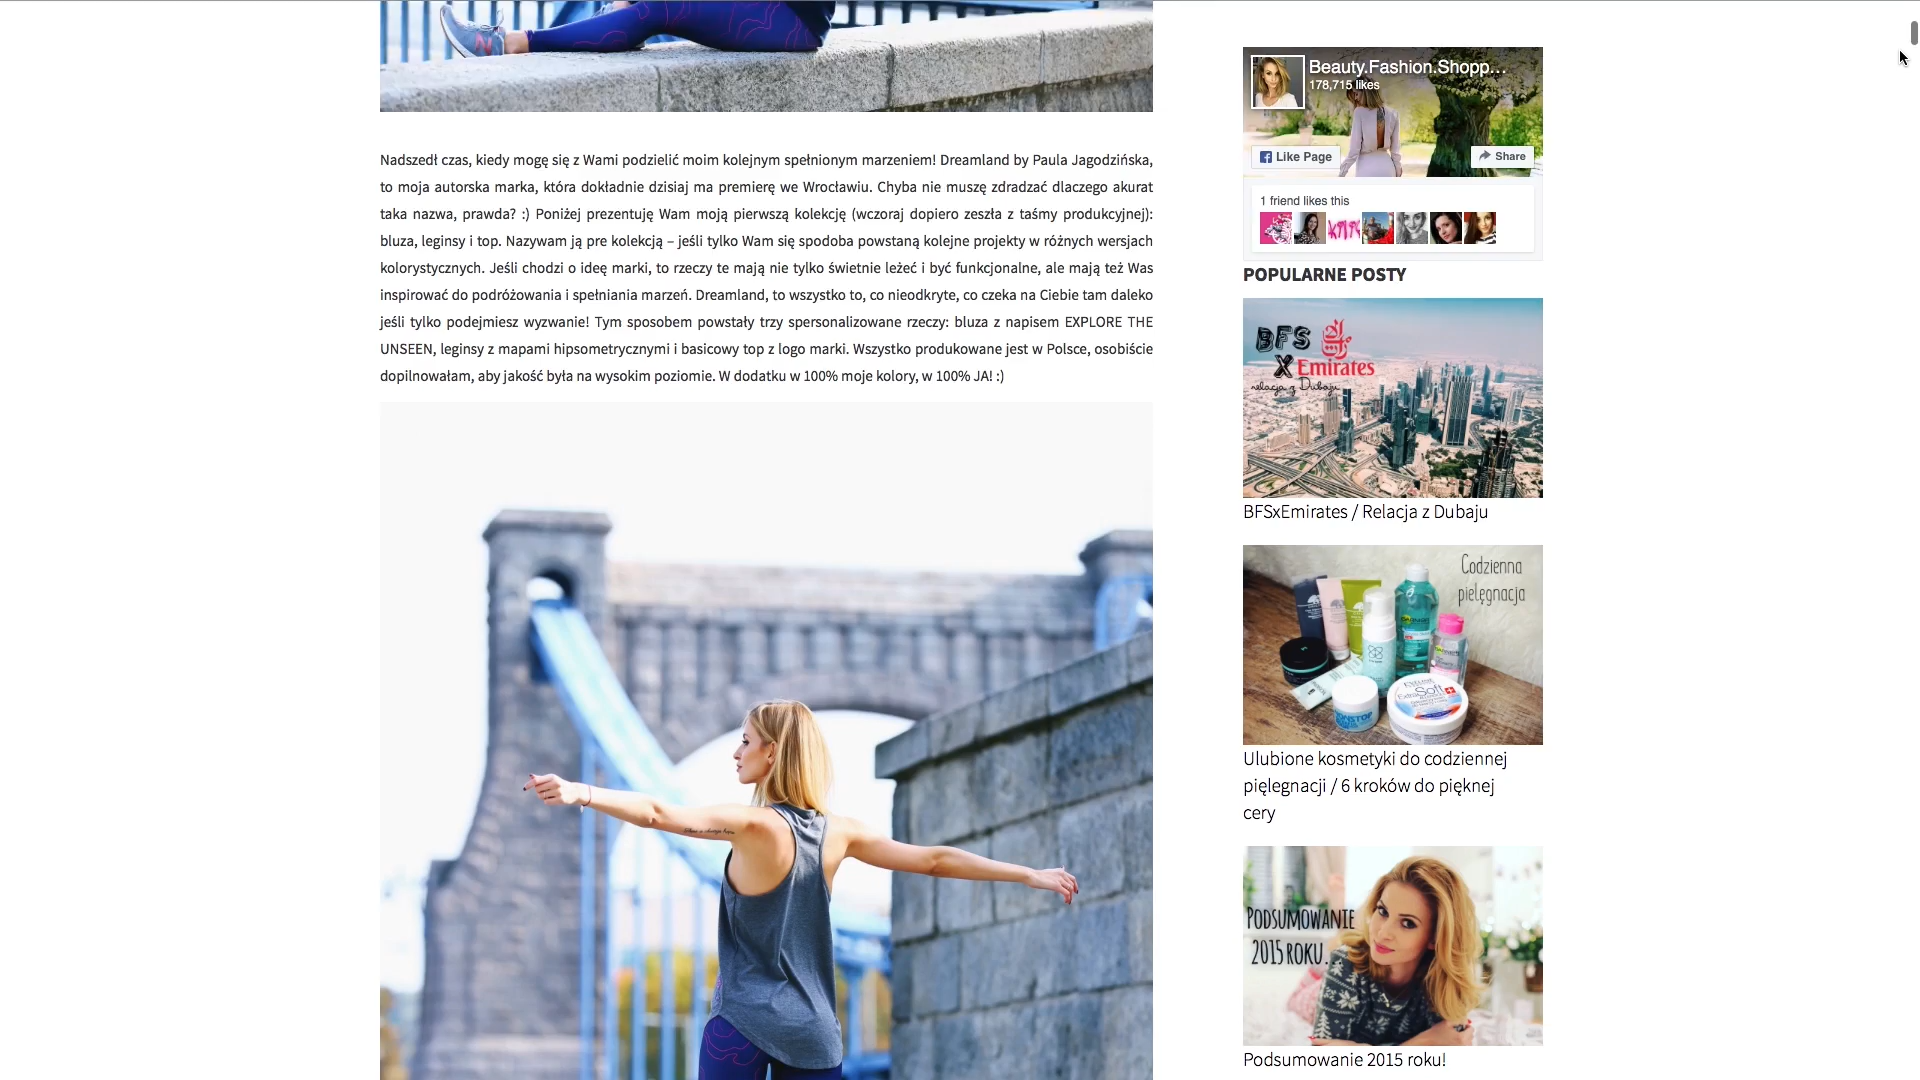 Nadszedł czas, kiedy mogę się z Wami podzielić moim kolejnym spełnionym marzeniem! Dreamland by Paula Jagodzińska,
to moja autorska marka, która dokładnie dzisiaj ma premierę we Wrocławiu. Chyba nie muszę zdradzać dlaczego akurat
taka nazwa, prawda? :) Poniżej prezentuję Wam moją pierwszą kolekcję (wczoraj dopiero zeszła z taśmy produkcyjnej):
bluza, leginsy i top. Nazywam ją pre kolekcją – jeśli tylko Wam się spodoba powstaną kolejne projekty w różnych wersjach
kolorystycznych. Jeśli chodzi o ideę marki, to rzeczy te mają nie tylko świetnie leżeć i być funkcjonalne, ale mają też Was
inspirować do podróżowania i spełniania marzeń. Dreamland, to wszystko to, co nieodkryte, co czeka na Ciebie tam daleko
jeśli tylko podejmiesz wyzwanie! Tym sposobem powstały trzy spersonalizowane rzeczy: bluza z napisem EXPLORE THE
UNSEEN, leginsy z mapami hipsometrycznymi i basicowy top z logo marki. Wszystko produkowane jest w Polsce, osobiście
dopilnowałam, aby jakość była na wysokim poziomie. W dodatku w 100% moje kolory, w 100% JA! :)
Beauty.Fashion.Shopp...
178,715 likes
Like Page
Share
1 friend likes this
POPULARNE POSTY
BFS
X Emirates
relacja z Dubaju
BFSxEmirates / Relacja z Dubaju
Codzienna
pielęgnacja
Extra Soft
Ulubione kosmetyki do codziennej
pięlęgnacji / 6 kroków do pięknej
cery
PODSUMOWANIE
2015 ROKU...
Podsumowanie 2015 roku!